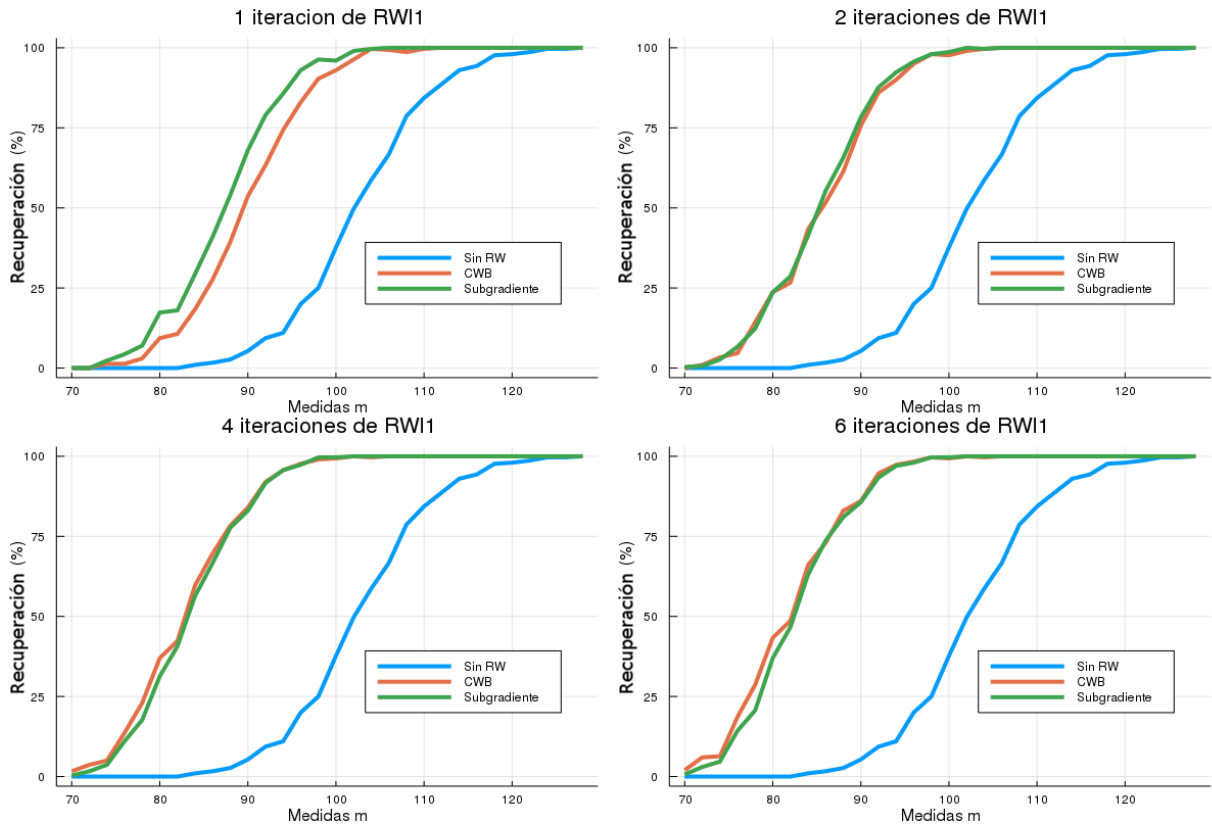 1 iteracion de RWl1
Recuperación (%)
100
75
50
25
0
Sin RW
CWB
Subgradiente
70 80 90 100 110 120
Medidas m
2 iteraciones de RWl1
Recuperación (%)
100
75
50
25
0
Sin RW
CWB
Subgradiente
70 80 90 100 110 120
Medidas m
4 iteraciones de RWl1
Recuperación (%)
100
75
50
25
0
Sin RW
CWB
Subgradiente
70 80 90 100 110 120
Medidas m
6 iteraciones de RWl1
Recuperación (%)
100
75
50
25
0
Sin RW
CWB
Subgradiente
70 80 90 100 110 120
Medidas m